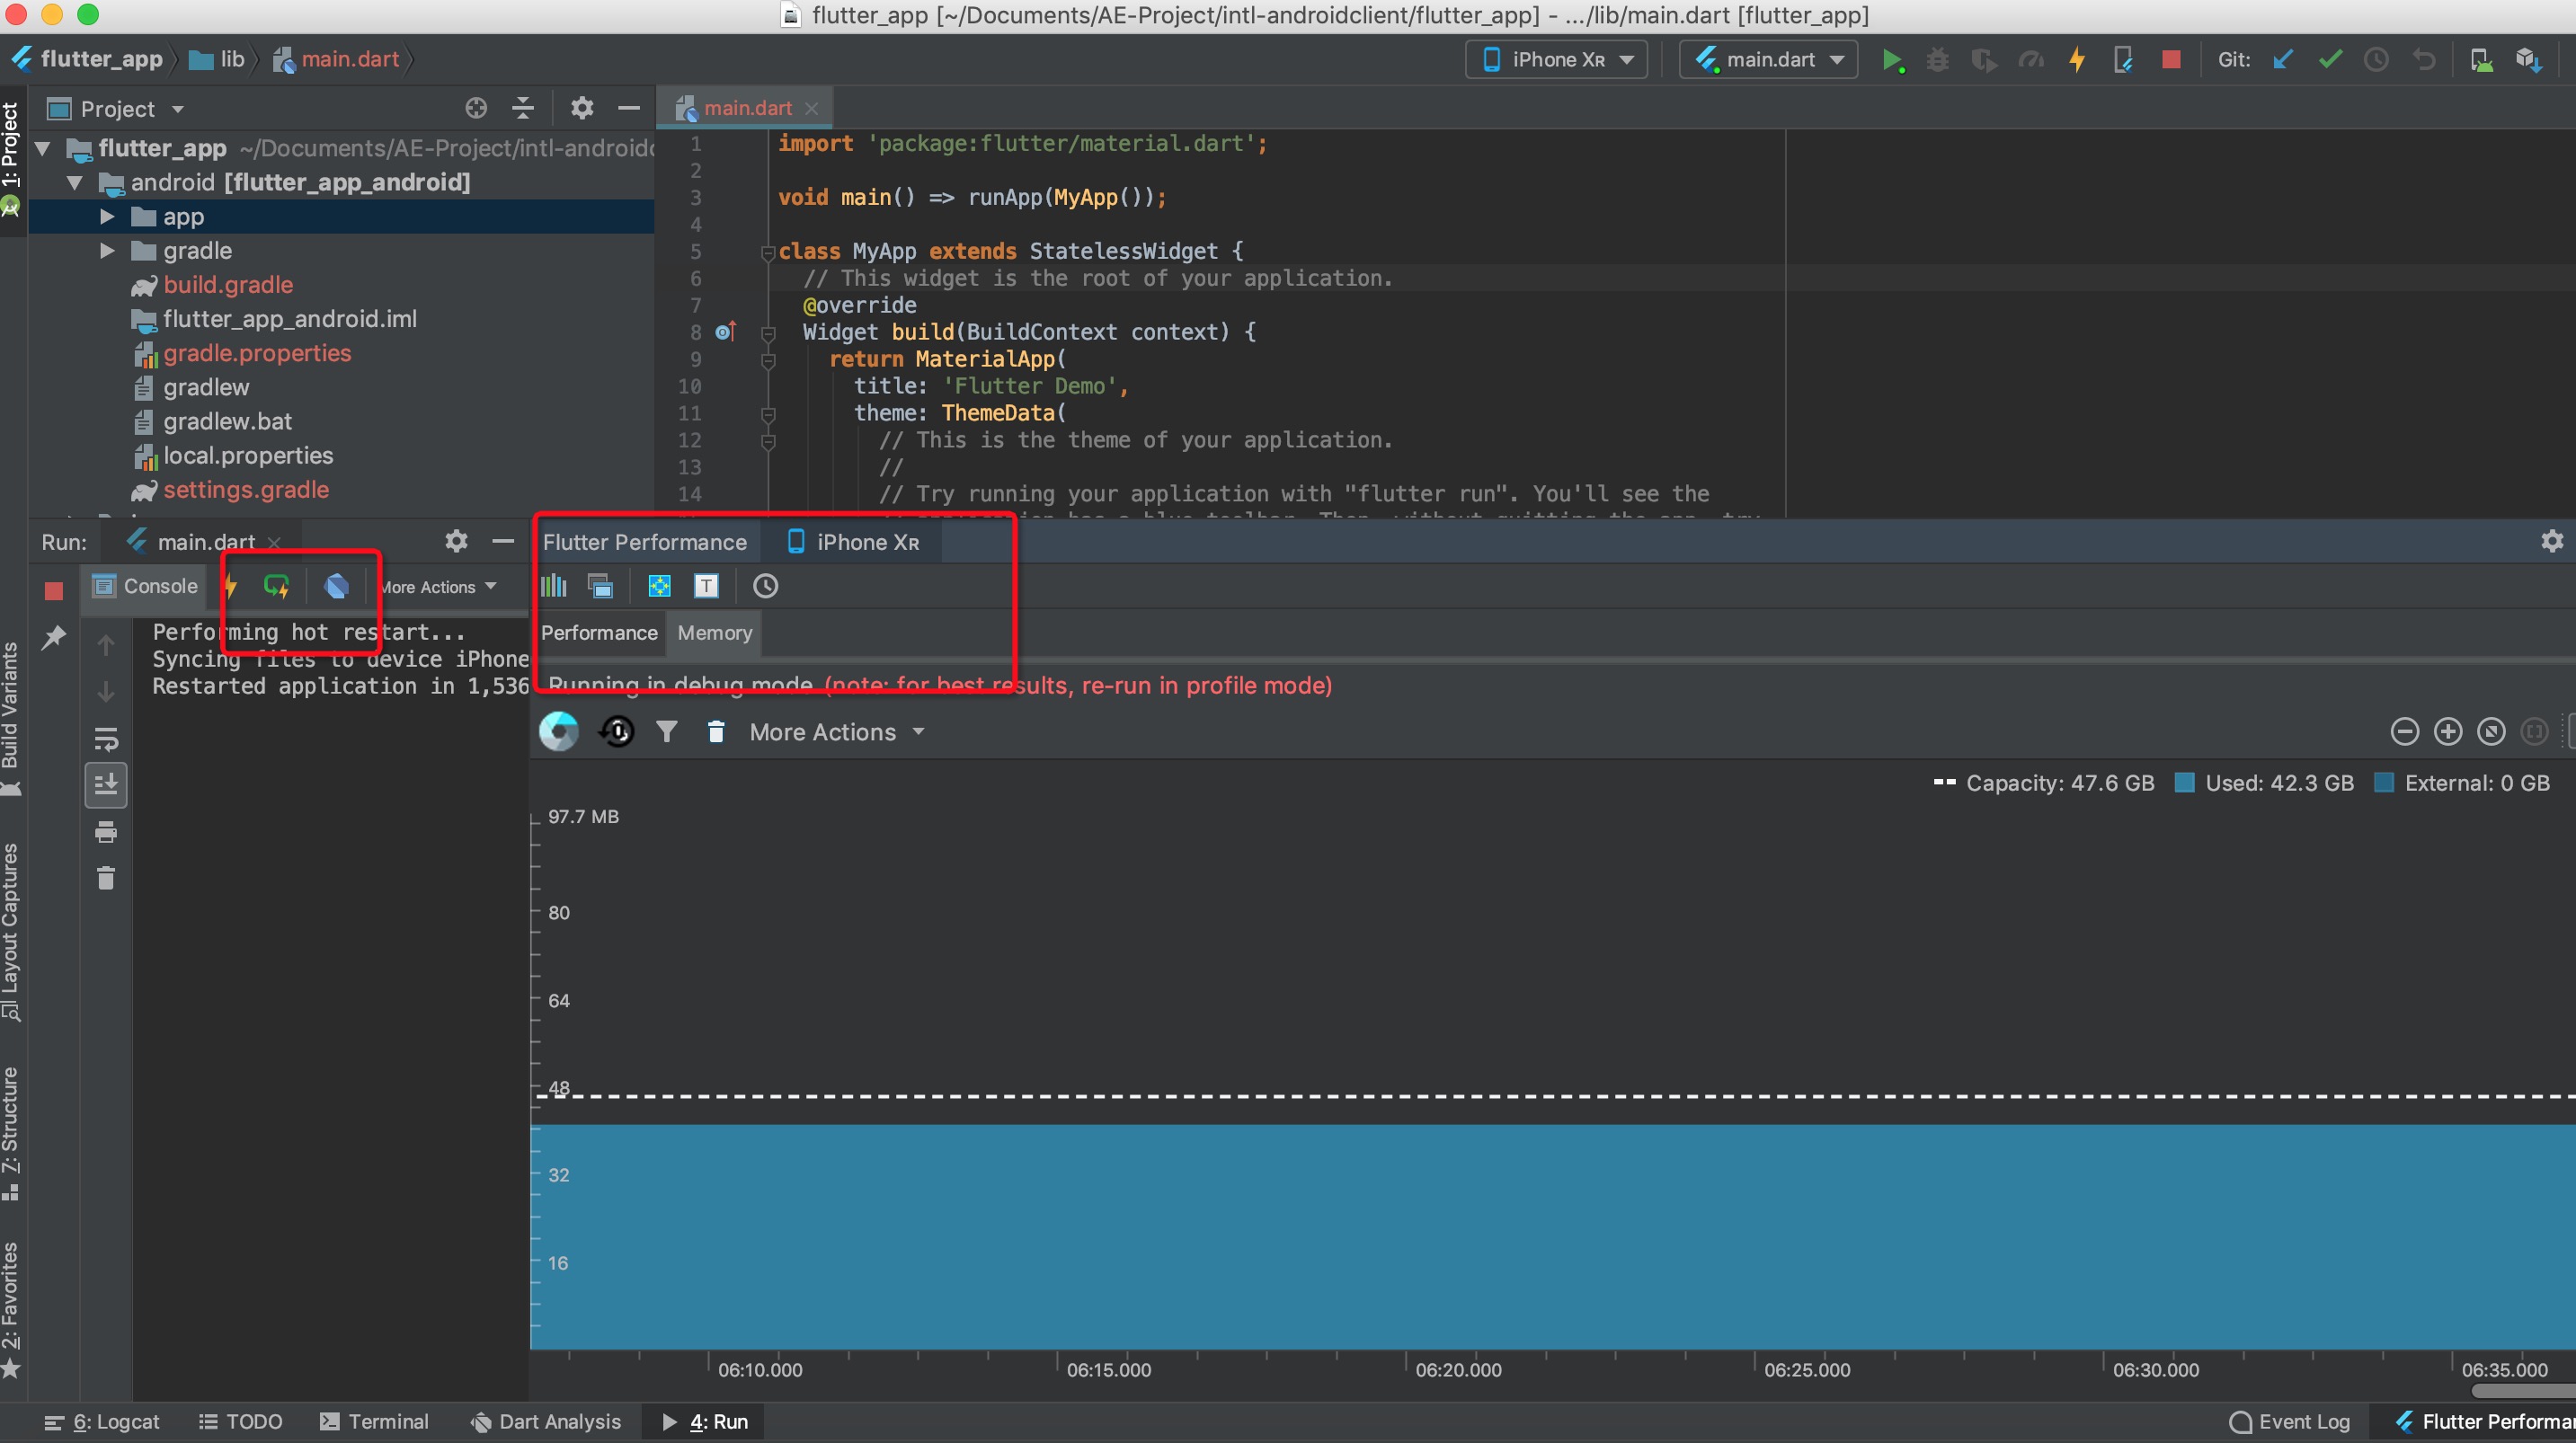 flutter_app [~/Documents/AE-Project/intl-androidclient/flutter_app] - .../lib/main.dart [flutter_app]
flutter_app lib main.dart iPhone XR main.dart Git:
1: Project
Project
main.dart
flutter_app ~/Documents/AE-Project/intl-android
android [flutter_app_android]
app
gradle
build.gradle
flutter_app_android.iml
gradle.properties
gradlew
gradlew.bat
local.properties
settings.gradle
1 import 'package:flutter/material.dart';
2
3 void main() => runApp(MyApp());
4
5 class MyApp extends StatelessWidget {
6 // This widget is the root of your application.
7 @override
8 Widget build(BuildContext context) {
9 return MaterialApp(
10 title: 'Flutter Demo',
11 theme: ThemeData(
12 // This is the theme of your application.
13 //
14 // Try running your application with "flutter run". You'll see the
Run: main.dart
Console More Actions
Performing hot restart...
Syncing files to device iPhone
Restarted application in 1,536
Flutter Performance iPhone XR
T
Performance Memory
Running in debug mode (note: for best results, re-run in profile mode)
More Actions
Capacity: 47.6 GB Used: 42.3 GB External: 0 GB
97.7 MB
80
64
48
32
16
06:10.000 06:15.000 06:20.000 06:25.000 06:30.000 06:35.000
Build Variants
Layout Captures
7: Structure
2: Favorites
6: Logcat TODO Terminal Dart Analysis 4: Run Event Log Flutter Performan